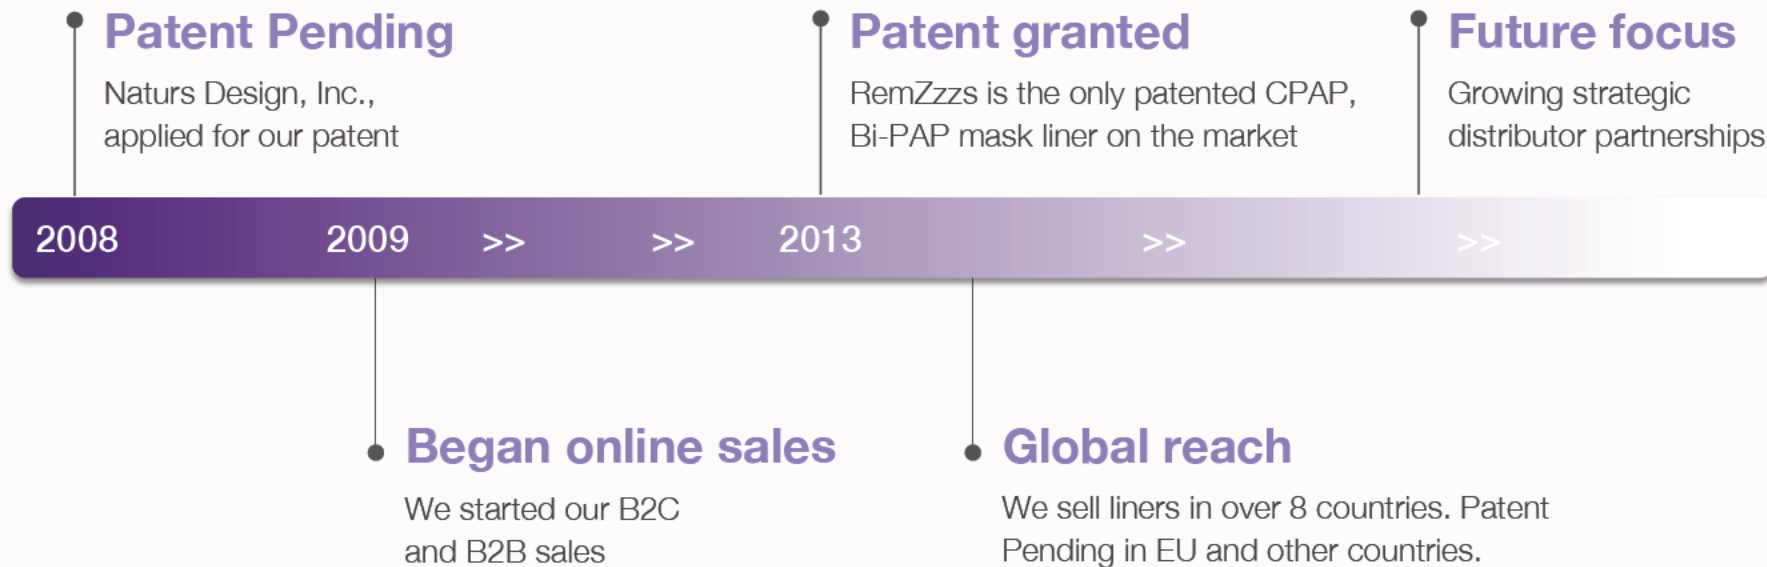 Patent Pending
Naturs Design, Inc.,
applied for our patent
Patent granted
RemZzzs is the only patented CPAP,
Bi-PAP mask liner on the market
Future focus
Growing strategic
distributor partnerships
2008 2009 >> >> 2013 >> >>
Began online sales
We started our B2C
and B2B sales
Global reach
We sell liners in over 8 countries. Patent
Pending in EU and other countries.